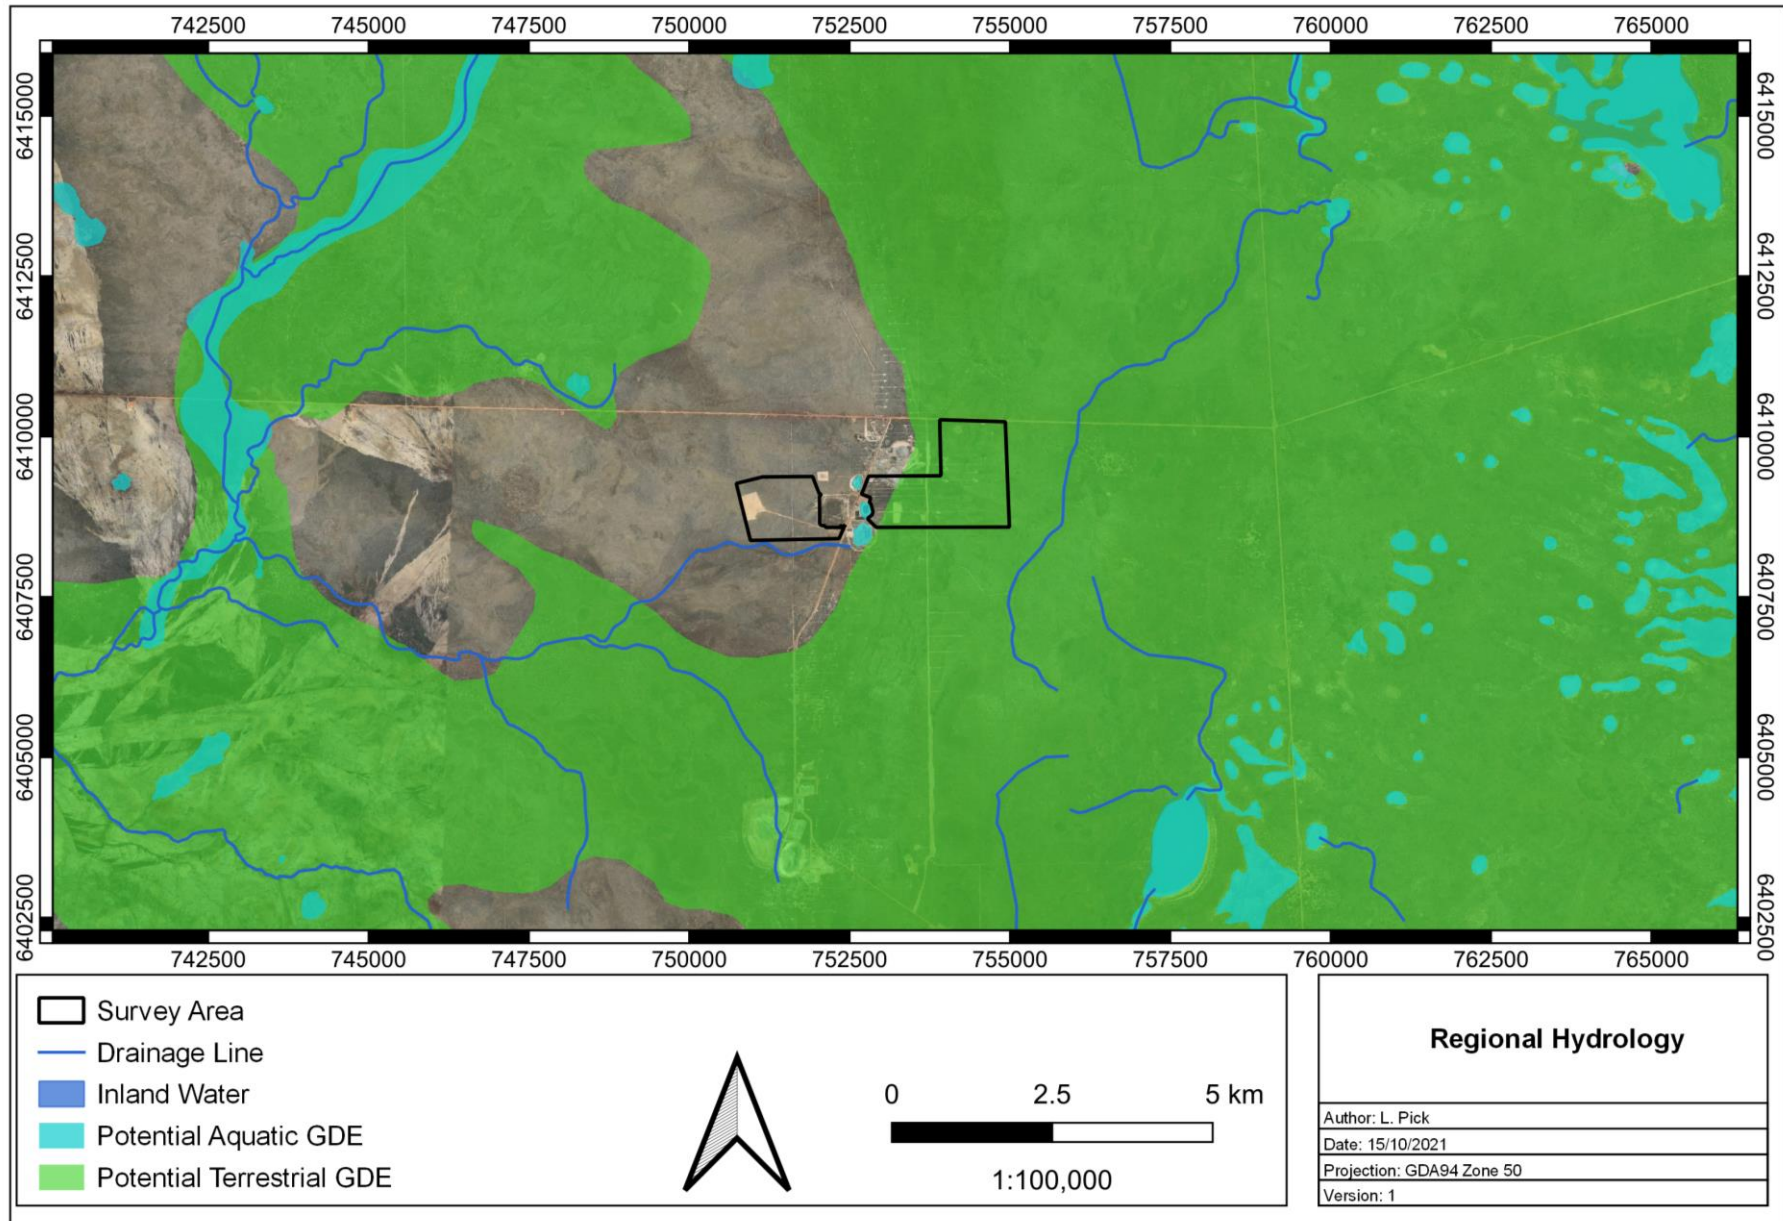 742500 745000 747500 750000 752500 755000 757500 760000 762500 765000
6415000 6415000
6412500 6412500
6410000 6410000
6407500 6407500
6405000 6405000
6402500 6402500
742500 745000 747500 750000 752500 755000 757500 760000 762500 765000
Survey Area
Drainage Line
Inland Water
Potential Aquatic GDE
Potential Terrestrial GDE
0 2.5 5 km
1:100,000
Regional Hydrology
Author: L. Pick
Date: 15/10/2021
Projection: GDA94 Zone 50
Version: 1